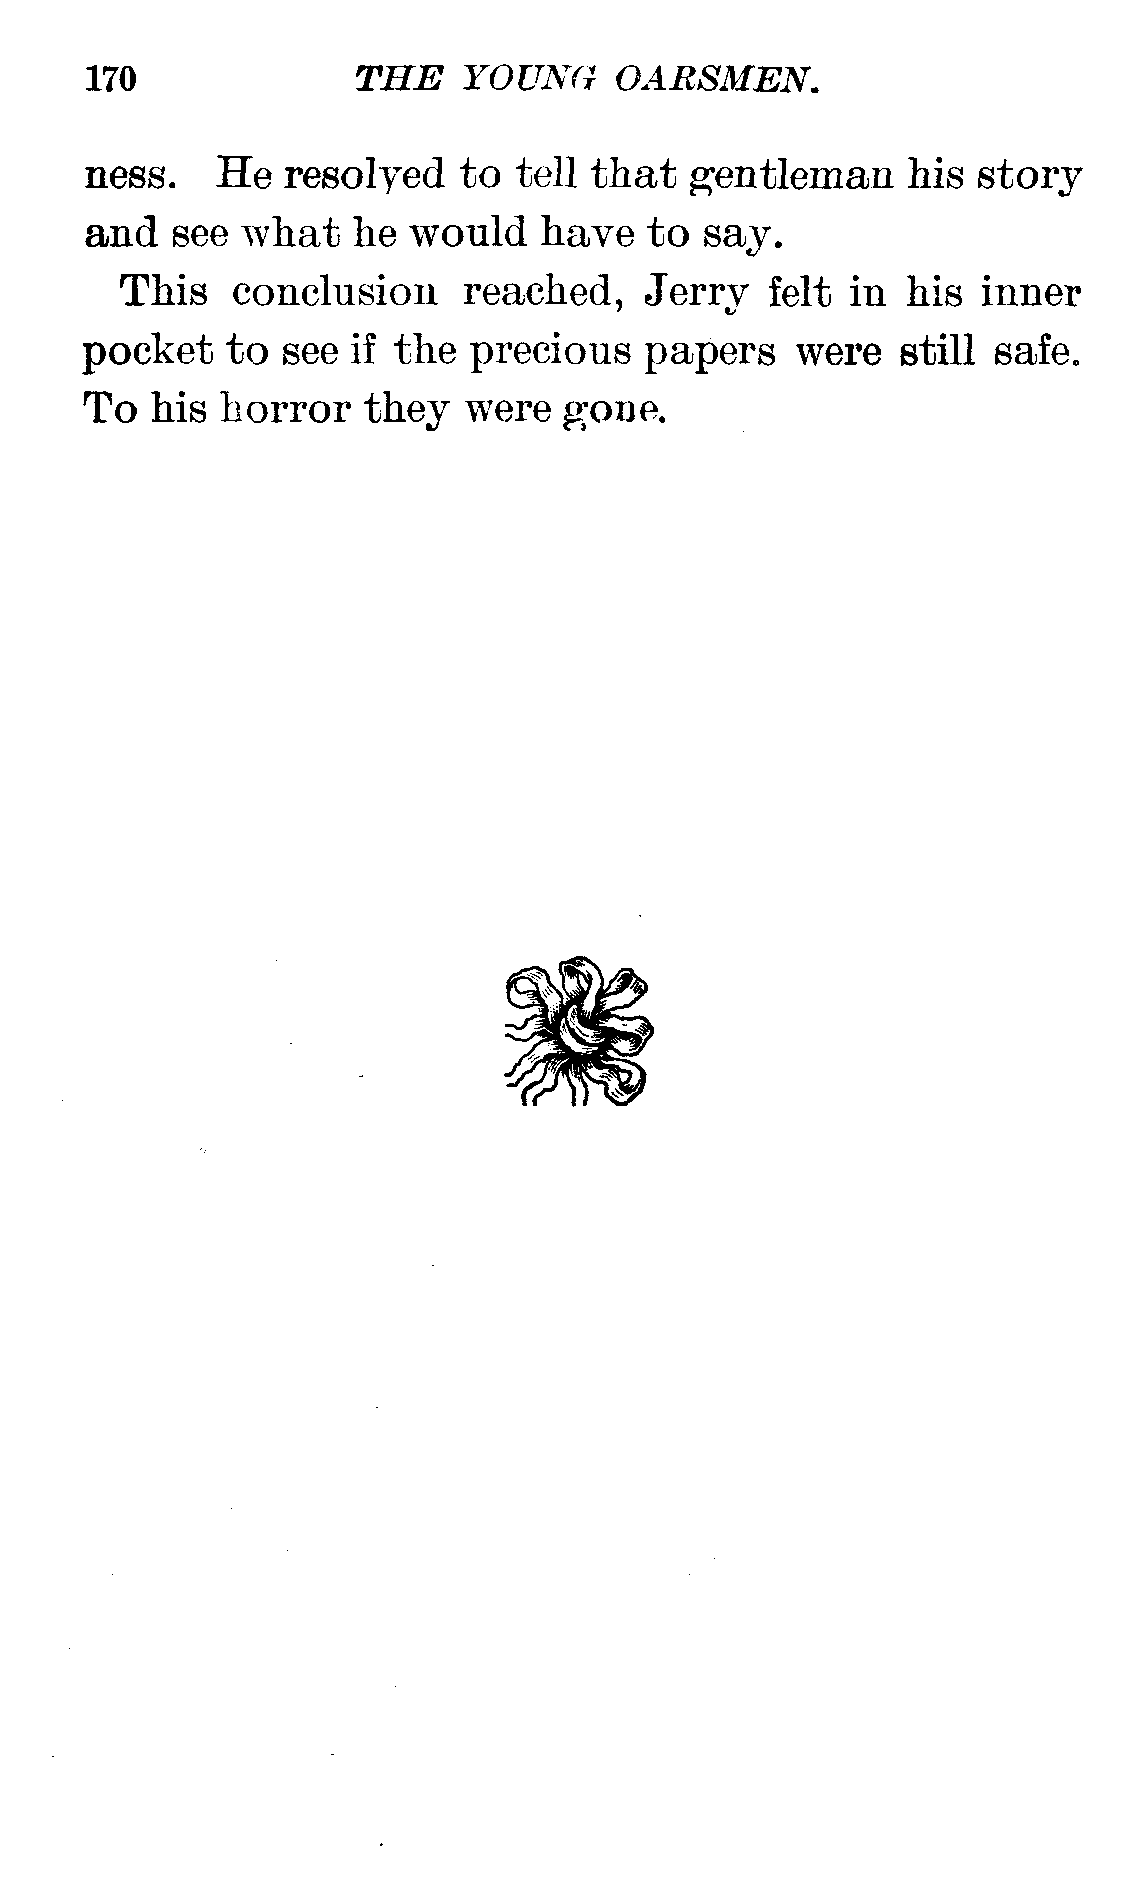 170 THE YOUNG OARSMEN.
ness. He resolved to tell that gentleman his story
and see what he would have to say.
This conclusion reached, Jerry felt in his inner
pocket to see if the precious papers were still safe.
To his horror they were gone.